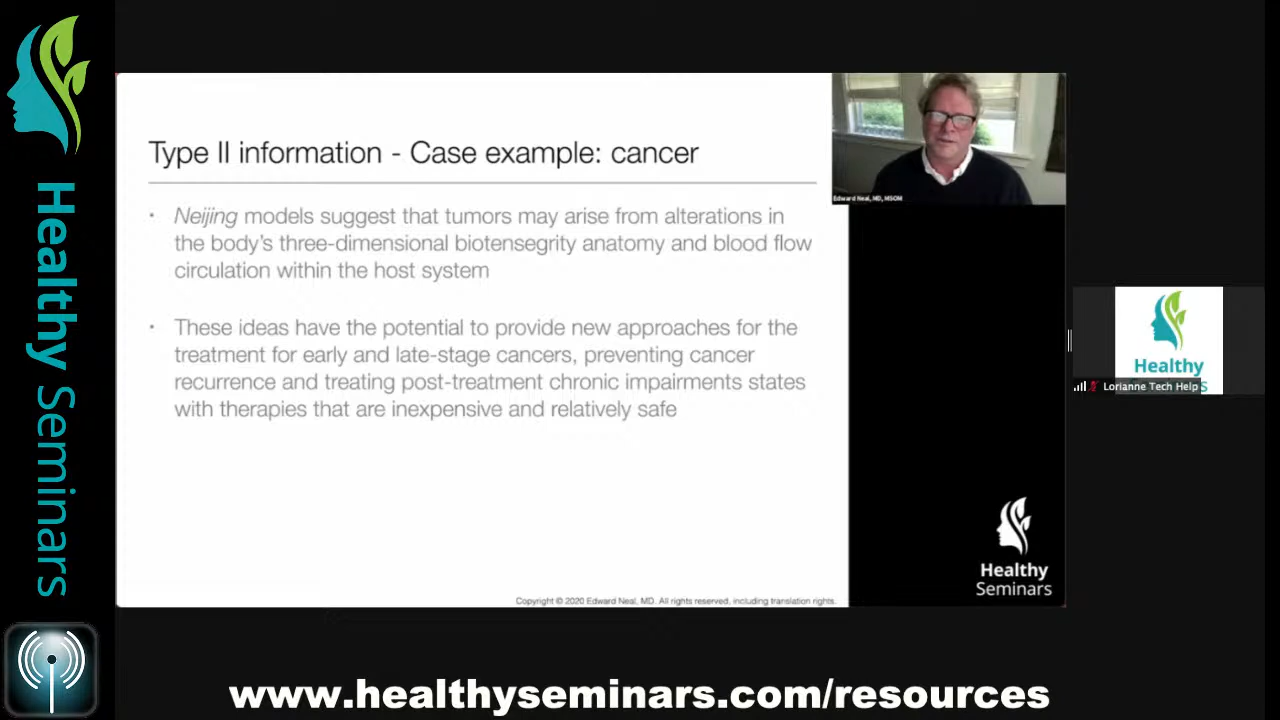 Healthy Seminars
Type II information - Case example: cancer
• Neijing models suggest that tumors may arise from alterations in
the body's three-dimensional biotensegrity anatomy and blood flow
circulation within the host system
• These ideas have the potential to provide new approaches for the
treatment for early and late-stage cancers, preventing cancer
recurrence and treating post-treatment chronic impairments states
with therapies that are inexpensive and relatively safe
Copyright © 2020 Edward Neal, MD. All rights reserved, including translation rights.
Edward Neal, MD, MSOM
Healthy
Lorianne Tech Help
Healthy
Seminars
www.healthyseminars.com/resources